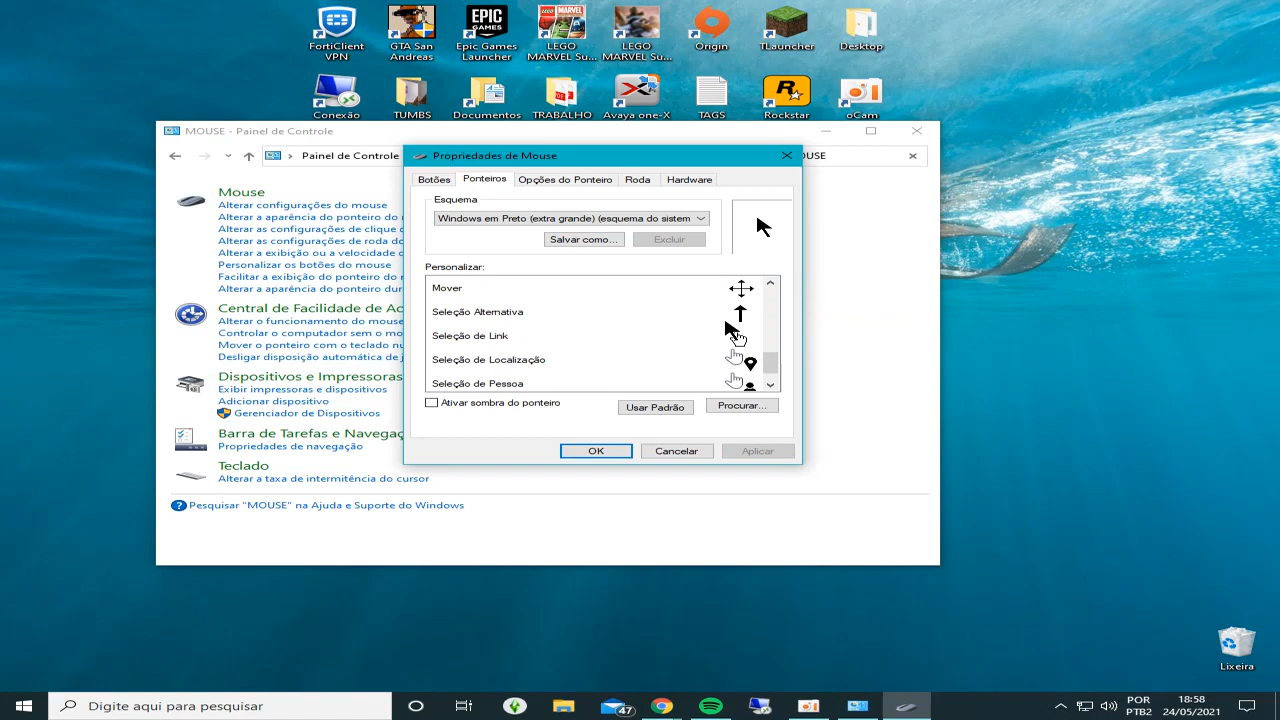 FortiClient VPN
GTA San Andreas
Epic Games Launcher
LEGO MARVEL Su...
LEGO MARVEL Su...
Origin
TLauncher
Desktop
Conexão
TUMBS
Documentos
TRABALHO
Avaya one-X
TAGS
Rockstar
oCam
MOUSE - Painel de Controle
Painel de Controle
OUSE
Mouse
Alterar configurações do mouse
Alterar a aparência do ponteiro do
Alterar as configurações de clique
Alterar as configurações de roda do
Alterar a exibição ou a velocidade
Personalizar os botões do mouse
Facilitar a exibição do ponteiro do
Alterar a aparência do ponteiro dur
Central de Facilidade de Ac
Alterar o funcionamento do mouse
Controlar o computador sem o mo
Mover o ponteiro com o teclado nu
Desligar disposição automática de j
Dispositivos e Impressoras
Exibir impressoras e dispositivos
Adicionar dispositivo
Gerenciador de Dispositivos
Barra de Tarefas e Navegaç
Propriedades de navegação
Teclado
Alterar a taxa de intermitência do cursor
Pesquisar "MOUSE" na Ajuda e Suporte do Windows
Propriedades de Mouse
Botões
Ponteiros
Opções do Ponteiro
Roda
Hardware
Esquema
Windows em Preto (extra grande) (esquema do sistem
Salvar como...
Excluir
Personalizar:
Mover
Seleção Alternativa
Seleção de Link
Seleção de Localização
Seleção de Pessoa
Ativar sombra do ponteiro
Usar Padrão
Procurar...
OK
Cancelar
Aplicar
Lixeira
Digite aqui para pesquisar
47
POR
PTB2
18:58
24/05/2021